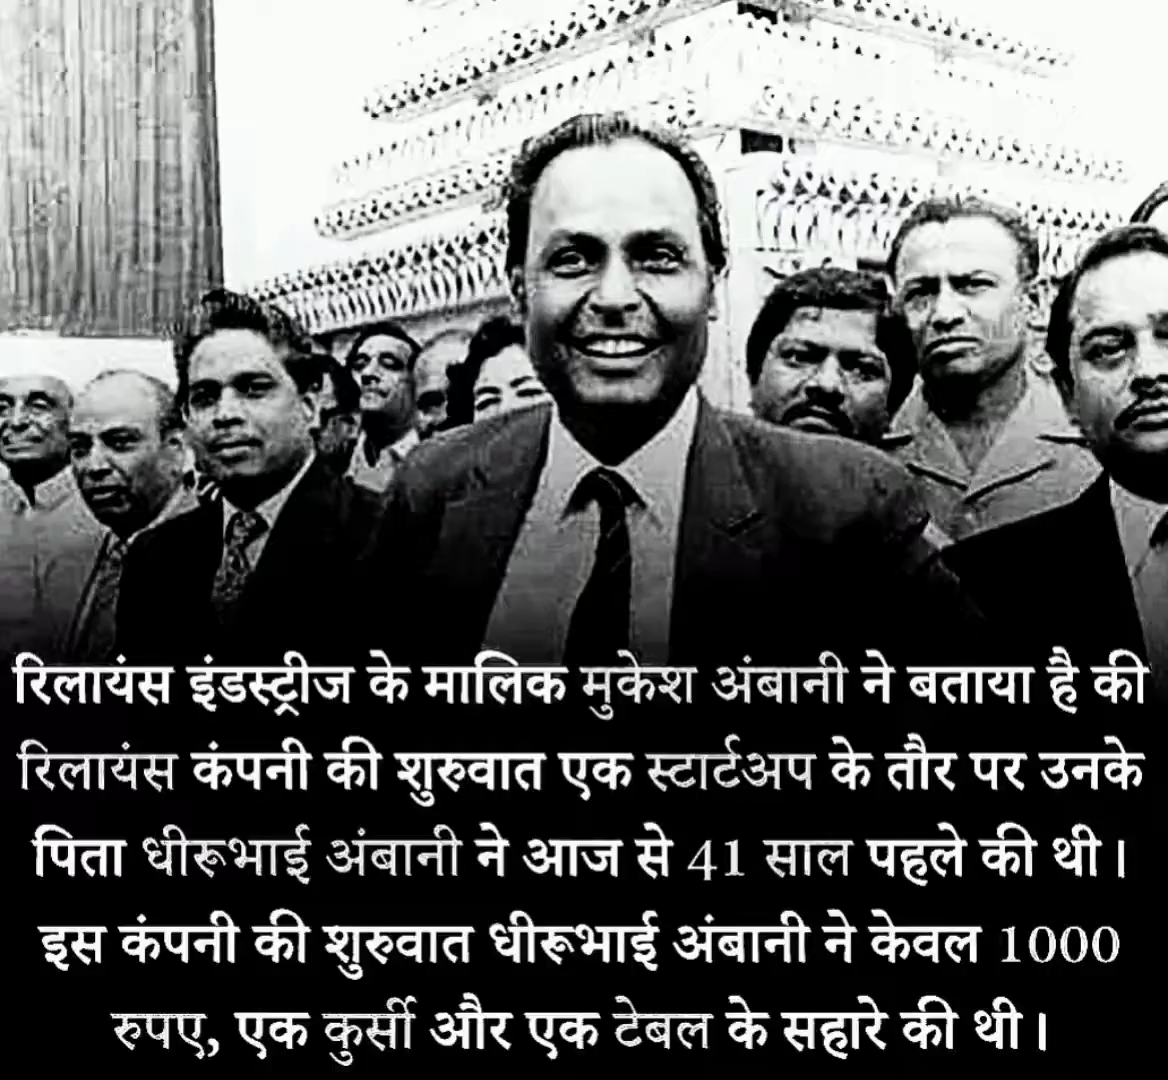 रिलायंस इंडस्ट्रीज के मालिक मुकेश अंबानी ने बताया है की
रिलायंस कंपनी की शुरुवात एक स्टार्टअप के तौर पर उनके
पिता धीरूभाई अंबानी ने आज से 41 साल पहले की थी।
इस कंपनी की शुरुवात धीरूभाई अंबानी ने केवल 1000
रुपए, एक कुर्सी और एक टेबल के सहारे की थी।